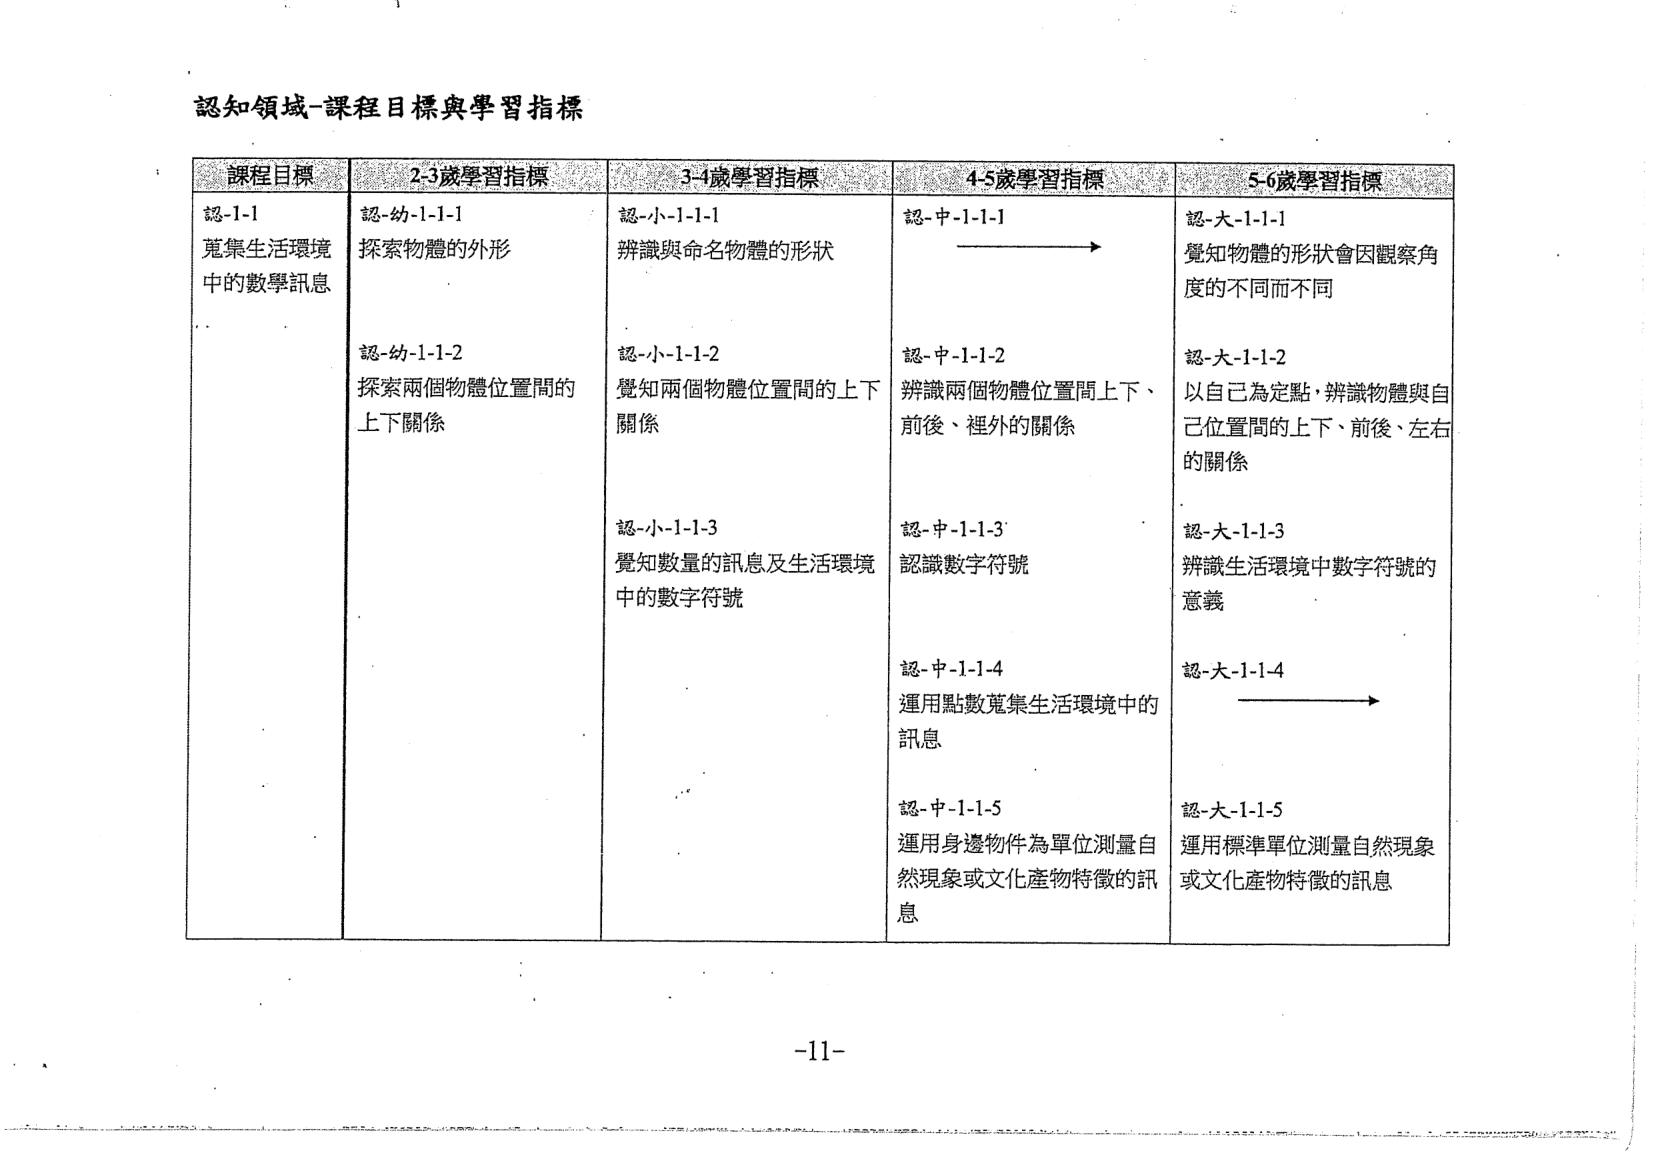 認知領域-課程目標與學習指標
課程目標
2-3歲學習指標
3-4歲學習指標
4-5歲學習指標
5-6歲學習指標
認-1-1
蒐集生活環境
中的數學訊息
認-幼-1-1-1
探索物體的外形
認-小-1-1-1
辨識與命名物體的形狀
認-中-1-1-1
認-大-1-1-1
覺知物體的形狀會因觀察角
度的不同而不同
認-幼-1-1-2
探索兩個物體位置間的
上下關係
認-小-1-1-2
覺知兩個物體位置間的上下
關係
認-中-1-1-2
辨識兩個物體位置間上下、
前後、裡外的關係
認-大-1-1-2
以自己為定點，辨識物體與自
己位置間的上下、前後、左右
的關係
認-小-1-1-3
覺知數量的訊息及生活環境
中的數字符號
認-中-1-1-3
認識數字符號
認-大-1-1-3
辨識生活環境中數字符號的
意義
認-中-1-1-4
運用點數蒐集生活環境中的
訊息
認-大-1-1-4
認-中-1-1-5
運用身邊物件為單位測量自
然現象或文化產物特徵的訊
息
認-大-1-1-5
運用標準單位測量自然現象
或文化產物特徵的訊息
-11-